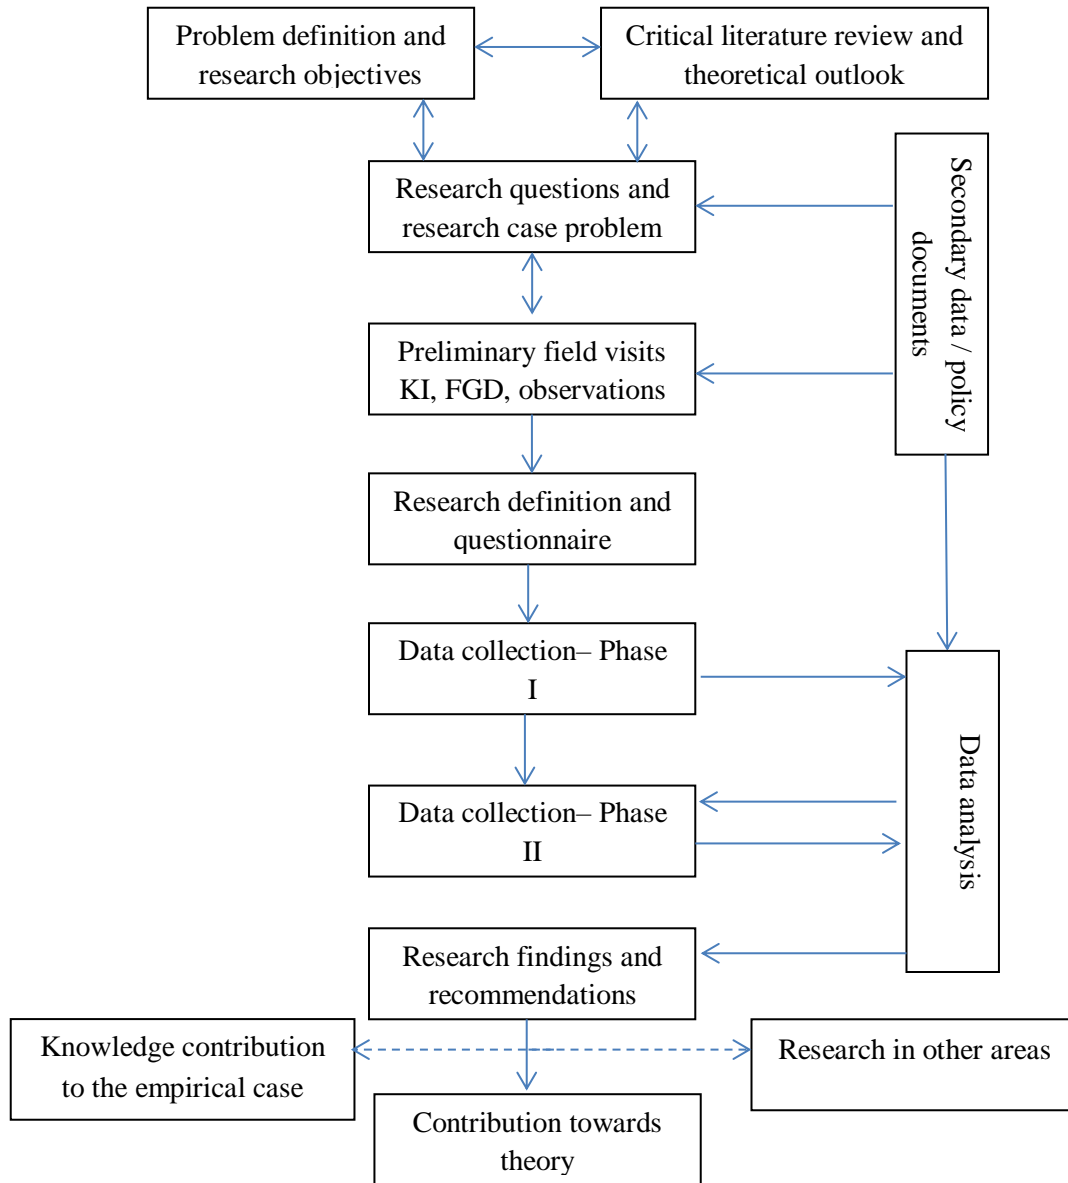 Problem definition and
research objectives
Critical literature review and
theoretical outlook
Research questions and
research case problem
Secondary data / policy
documents
Preliminary field visits
KI, FGD, observations
Research definition and
questionnaire
Data collection– Phase
I
Data analysis
Data collection– Phase
II
Research findings and
recommendations
Knowledge contribution
to the empirical case
Research in other areas
Contribution towards
theory